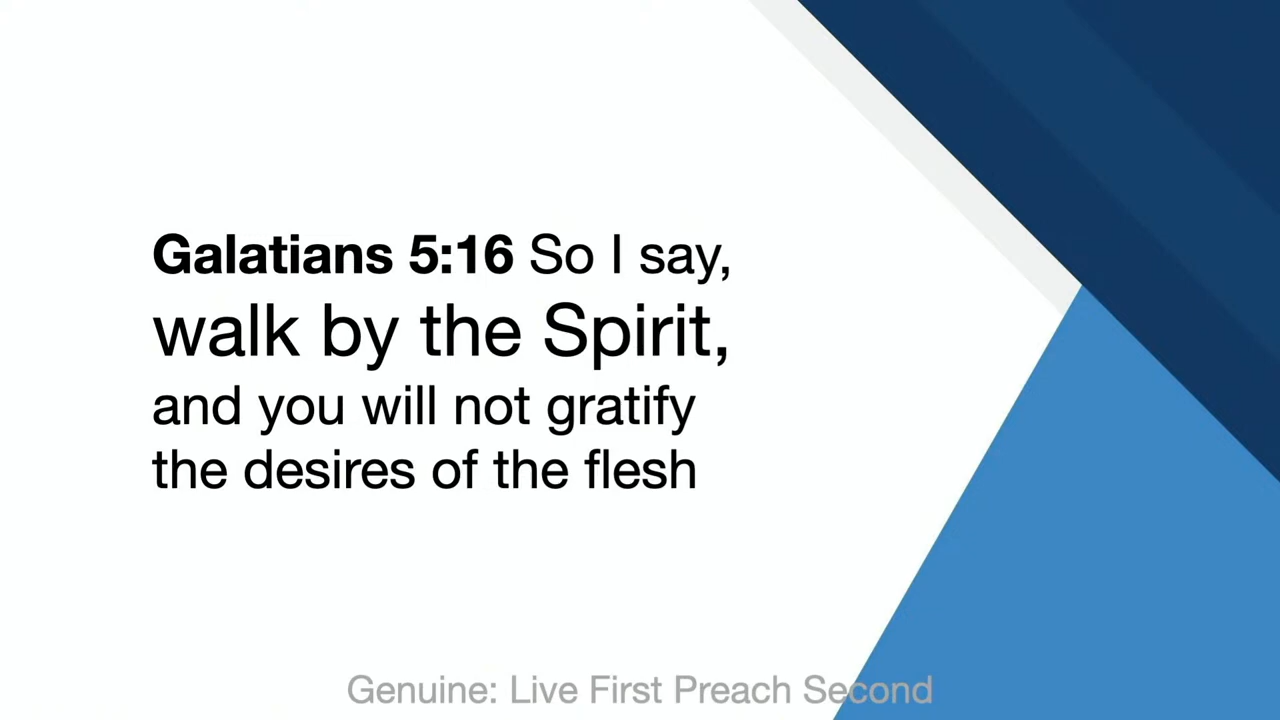 Galatians 5:16 So I say,
walk by the Spirit,
and you will not gratify
the desires of the flesh
Genuine: Live First Preach Second